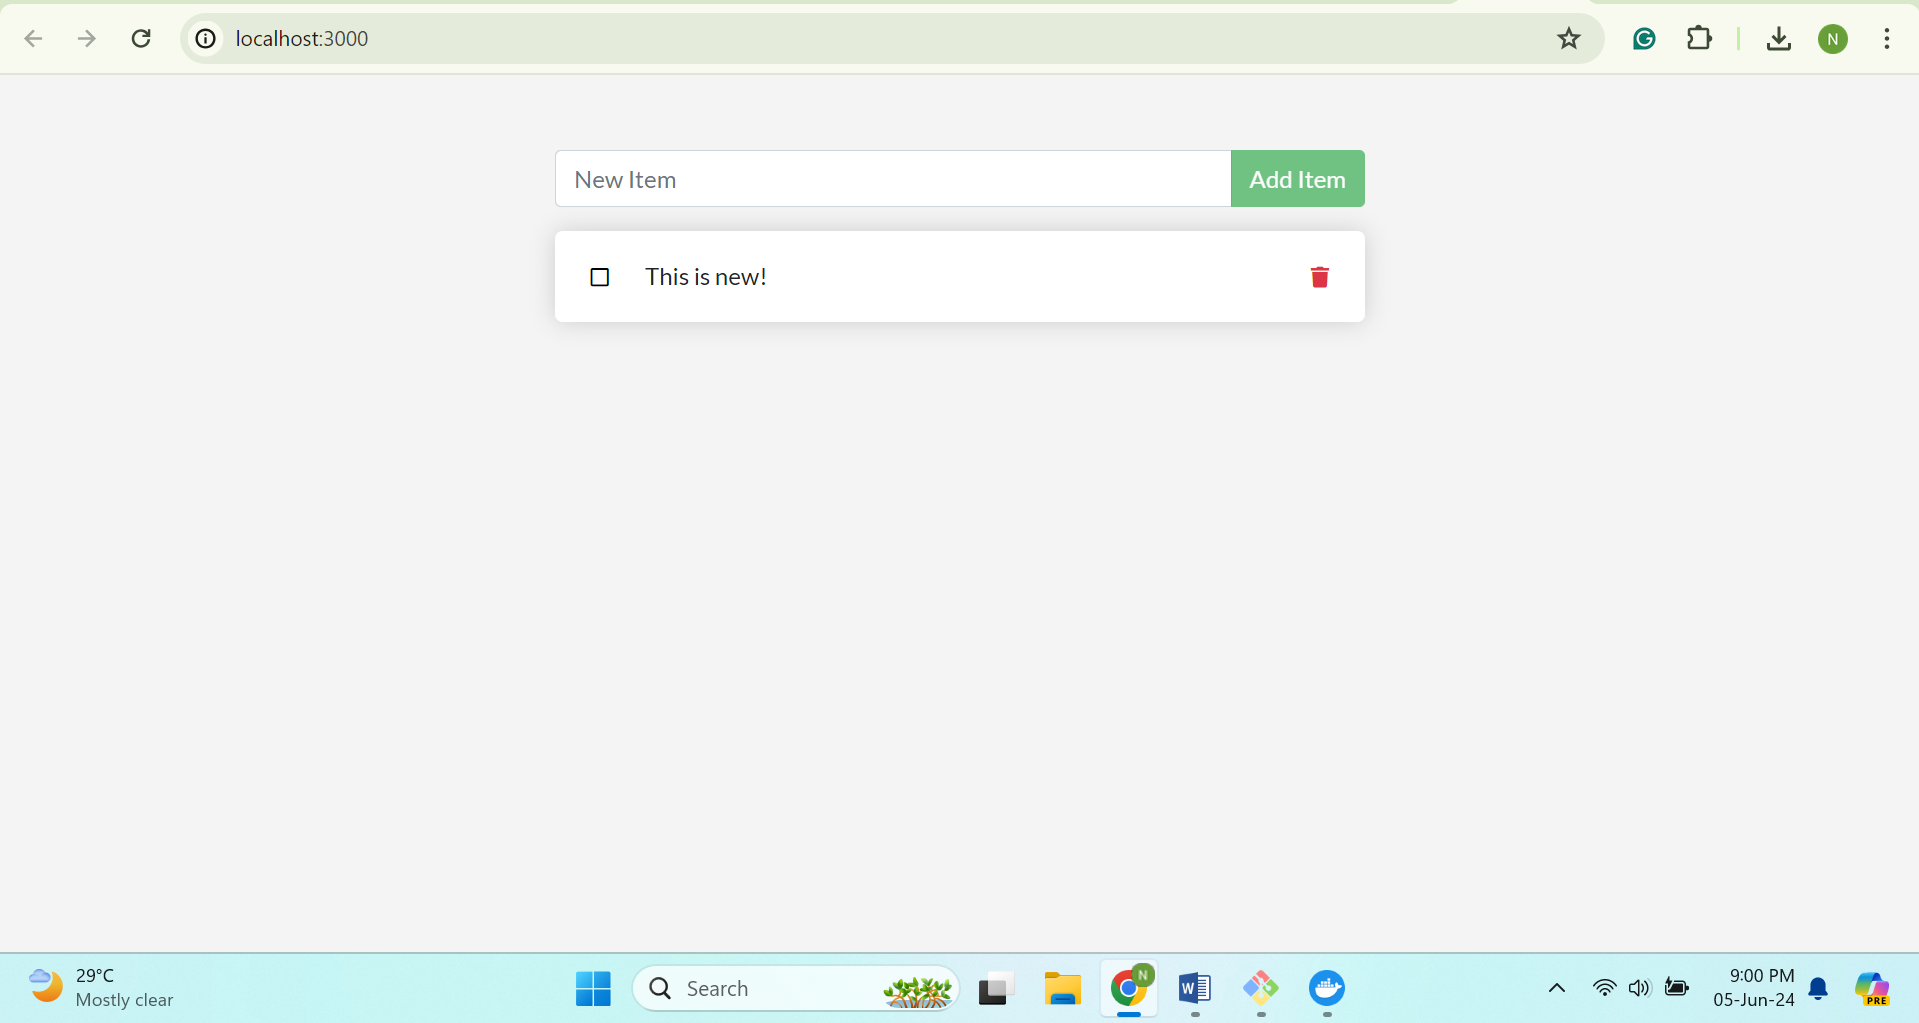 localhost:3000
N
New Item
Add Item
This is new!
29°C
Mostly clear
Search
N
W
9:00 PM
05-Jun-24
PRE